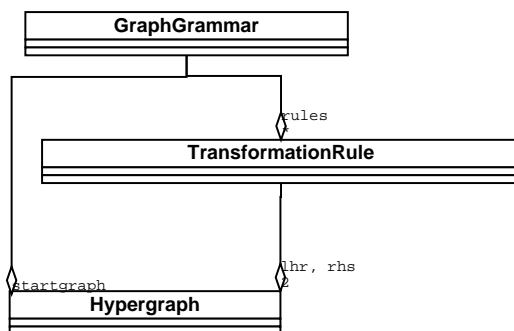 GraphGrammar
rules
*
TransformationRule
lhr, rhs
2
startgraph
Hypergraph